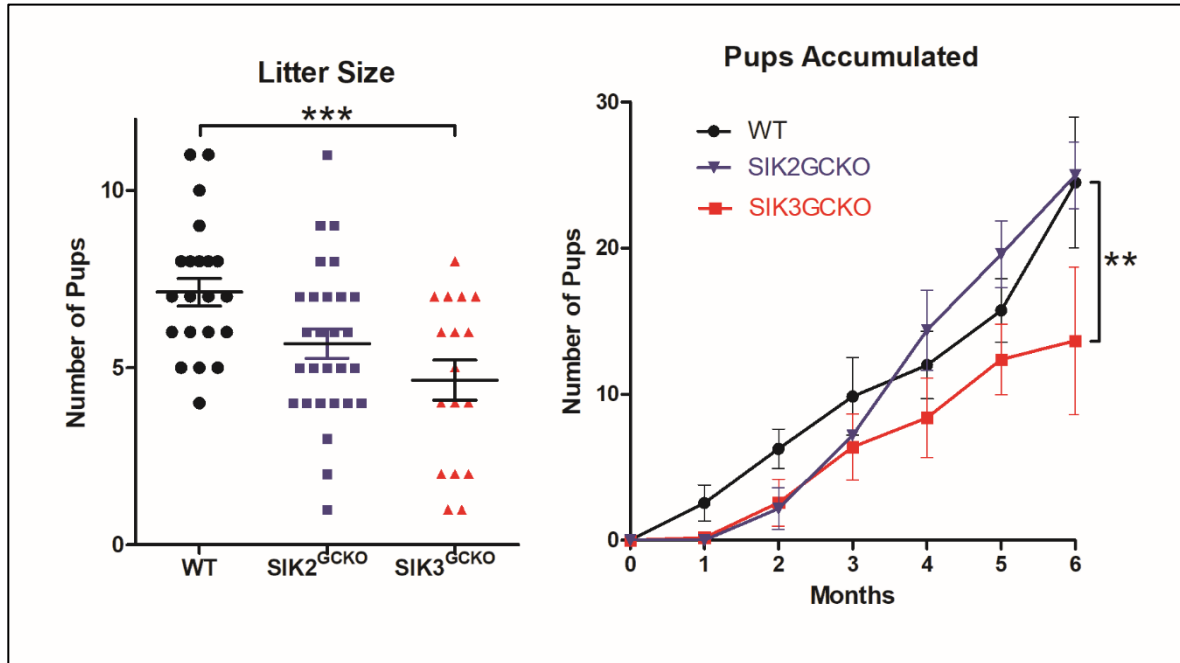 Litter Size
***
10
5
0
Number of Pups
WT
SIK2GCKO
SIK3GCKO
Pups Accumulated
30
20
10
0
Number of Pups
WT
SIK2GCKO
SIK3GCKO
**
0 1 2 3 4 5 6
Months